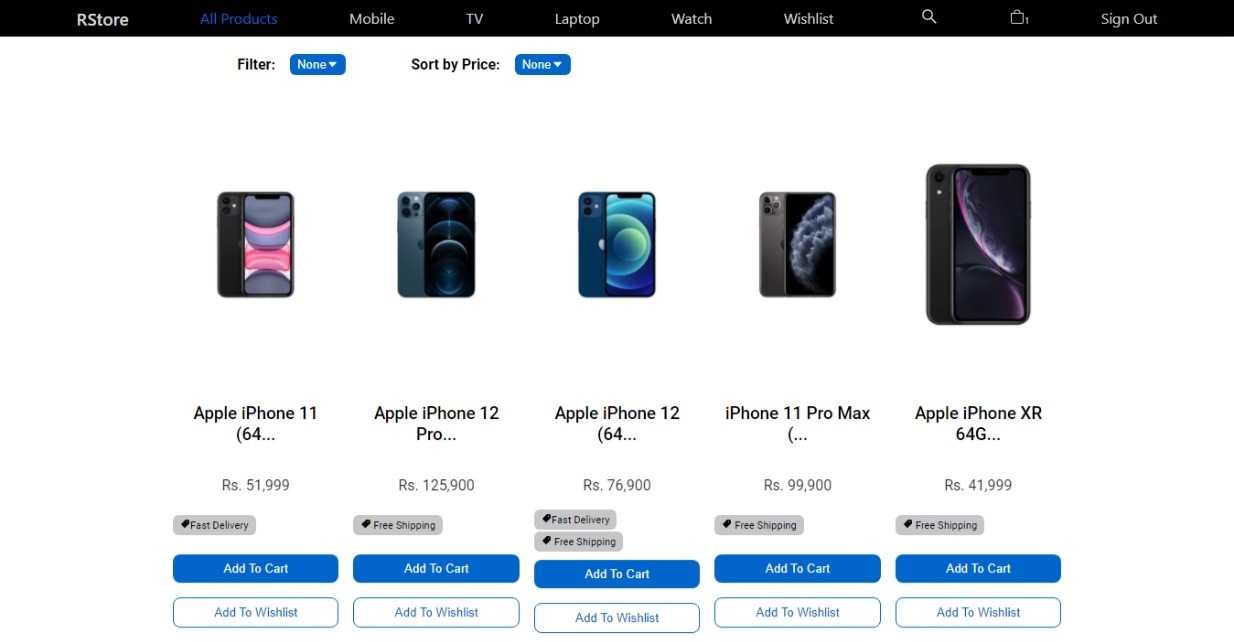 RStore All Products Mobile TV Laptop Watch Wishlist 1 Sign Out
Filter: None Sort by Price: None
Apple iPhone 11 (64...
Rs. 51,999
Fast Delivery
Add To Cart
Add To Wishlist
Apple iPhone 12 Pro...
Rs. 125,900
Free Shipping
Add To Cart
Add To Wishlist
Apple iPhone 12 (64...
Rs. 76,900
Fast Delivery
Free Shipping
Add To Cart
Add To Wishlist
iPhone 11 Pro Max (...
Rs. 99,900
Free Shipping
Add To Cart
Add To Wishlist
Apple iPhone XR 64G...
Rs. 41,999
Free Shipping
Add To Cart
Add To Wishlist